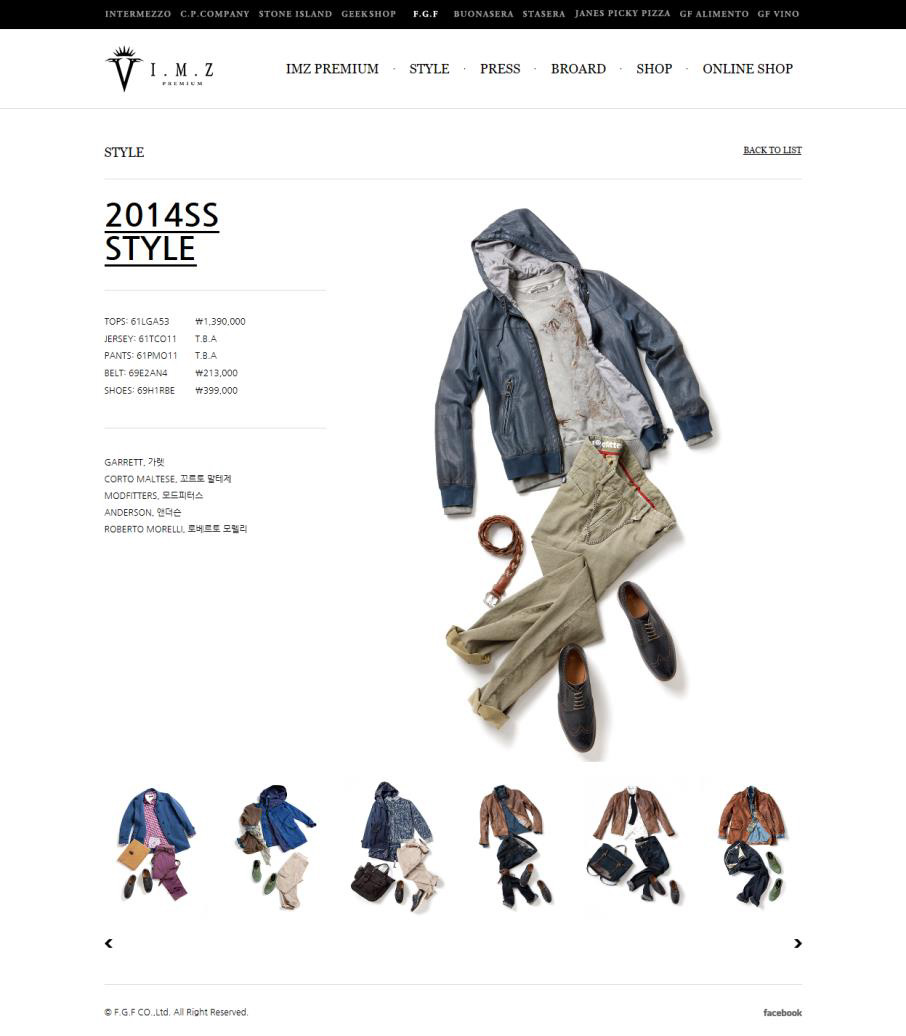 INTERMEZZO C.P.COMPANY STONE ISLAND GEEKSHOP F.G.F BUONASERA STASERA JANES PICKY PIZZA GF ALIMENTO GF VINO
I.M.Z
PREMIUM
IMZ PREMIUM · STYLE · PRESS · BROARD · SHOP · ONLINE SHOP
STYLE
BACK TO LIST
2014SS
STYLE
TOPS: 61LGA53 ₩1,390,000
JERSEY: 61TCO11 T.B.A
PANTS: 61PMO11 T.B.A
BELT: 69E2AN4 ₩213,000
SHOES: 69H1RBE ₩399,000
GARRETT, 가렛
CORTO MALTESE, 꼬르토 말테제
MODFITTERS, 모드피터스
ANDERSON, 앤더슨
ROBERTO MORELLI, 로베르토 모렐리
© F.G.F CO.,Ltd. All Right Reserved.
facebook